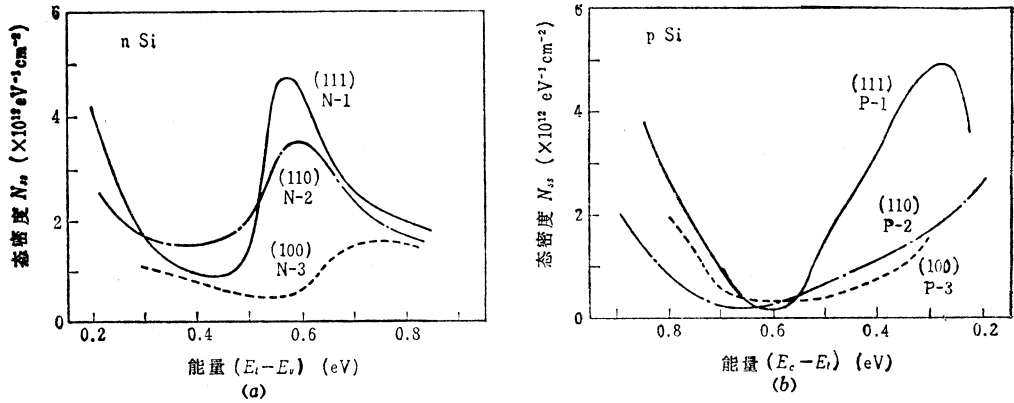 6
n Si
(111)
N-1
4
(110)
N-2
2
(100)
N-3
0
0.2
0.4
0.6
0.8
态密度 Nss (×10¹²eV⁻¹cm⁻²)
能量 (Et−Ev) (eV)
(a)
6
p Si
(111)
P-1
4
(110)
P-2
2
(100)
P-3
0
0.8
0.6
0.4
0.2
态密度 Nss (×10¹² eV⁻¹cm⁻²)
能量 (Ec−Et) (eV)
(b)